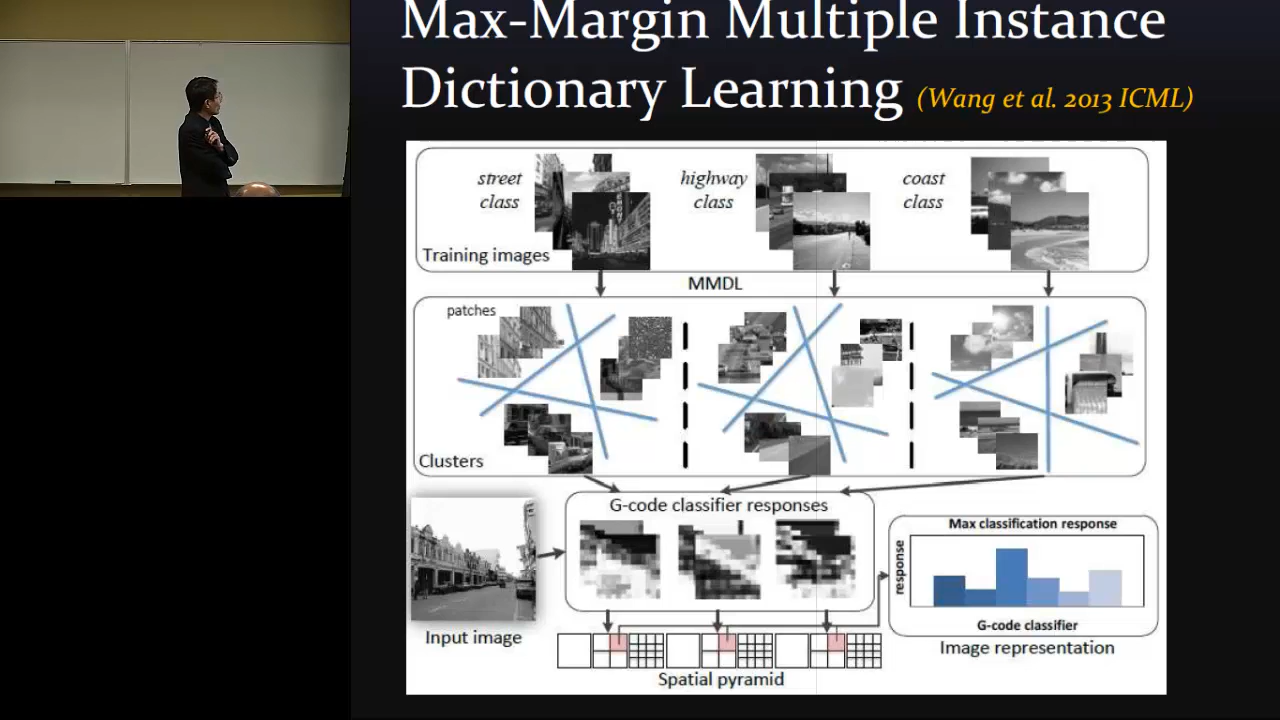 Max-Margin Multiple Instance
Dictionary Learning (Wang et al. 2013 ICML)
street
class
highway
class
coast
class
Training images
MMDL
patches
Clusters
G-code classifier responses
Input image
Spatial pyramid
Max classification response
response
G-code classifier
Image representation